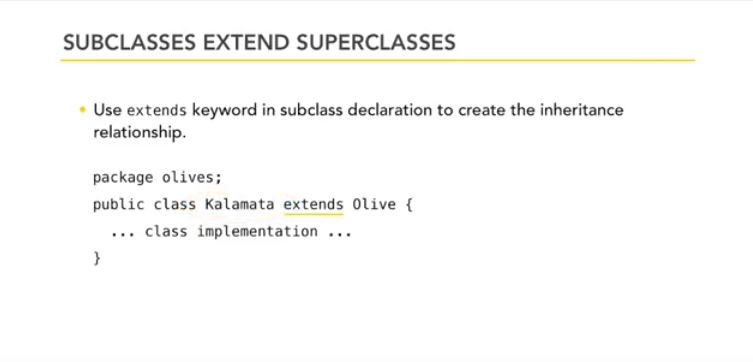 SUBCLASSES EXTEND SUPERCLASSES
• Use extends keyword in subclass declaration to create the inheritance
relationship.
package olives;
public class Kalamata extends Olive {
... class implementation ...
}